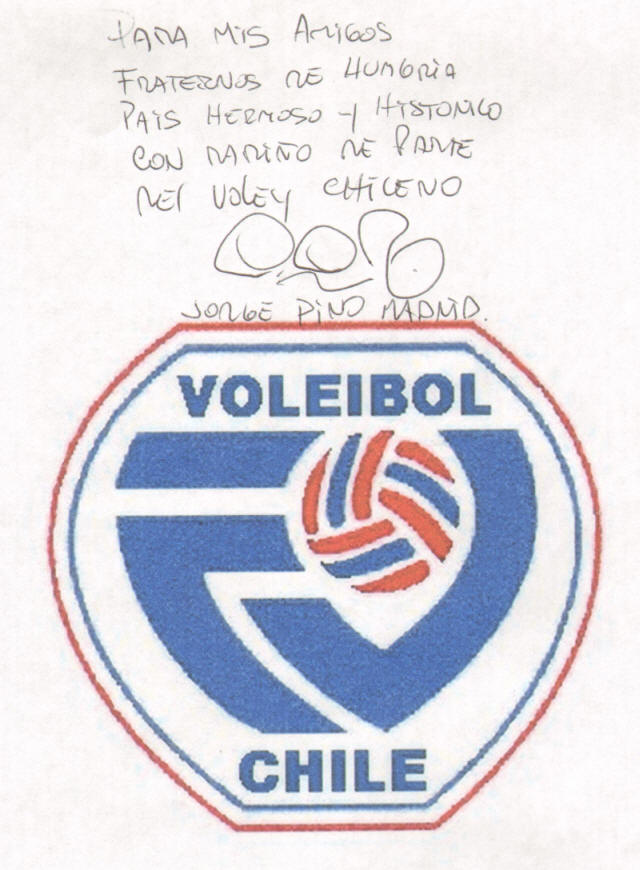 PARA MIS AMIGOS
FRATERNOS DE HUNGRIA
PAIS HERMOSO Y HISTORICO
CON CARIÑO DE PARTE
DEL VOLEY CHILENO
JORGE PINO MADRID.
VOLEIBOL
CHILE